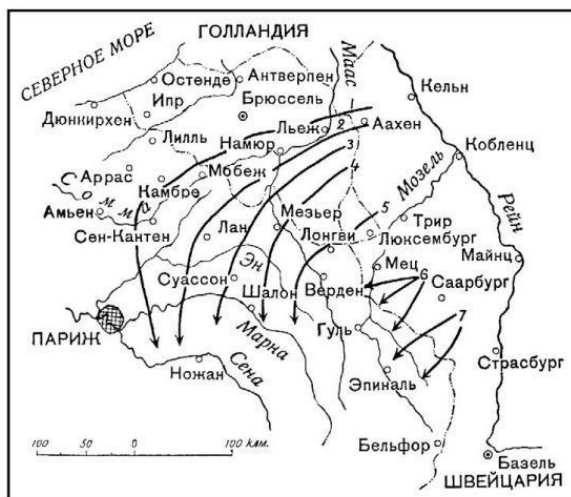 ГОЛЛАНДИЯ
СЕВЕРНОЕ МОРЕ
Остенде
Антверпен
Маас
Кельн
Ипр
Брюссель
Дюнкирхен
Льеж
2
Аахен
Лилль
Намюр
3
Кобленц
Мобеж
4
Мозель
Аррас
Камбре
Рейн
Амьен
1
Мезьер
5
Трир
Сен-Кантен
Лан
Лонгви
Люксембург
Майнц
Эн
Мец
6
Суассон
Саарбург
Шалон
Верден
7
ПАРИЖ
Марна
Гуль
Страсбург
Сена
Ножан
Эпиналь
100 50 0 100 км.
Бельфор
Базель
ШВЕЙЦАРИЯ